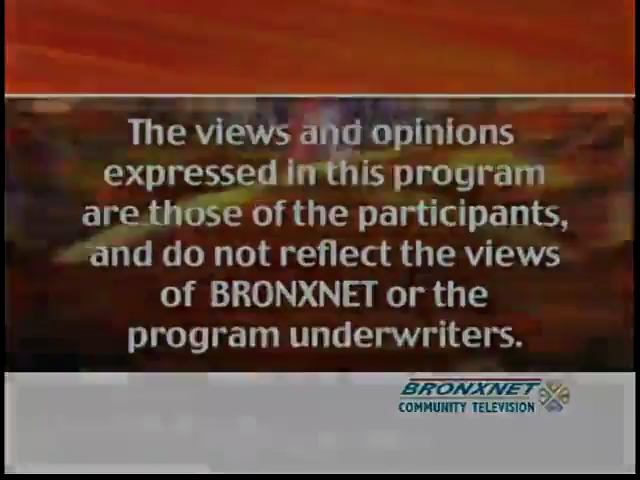 The views and opinions
expressed in this program
are those of the participants,
and do not reflect the views
of BRONXNET or the
program underwriters.
BRONXNET
COMMUNITY TELEVISION